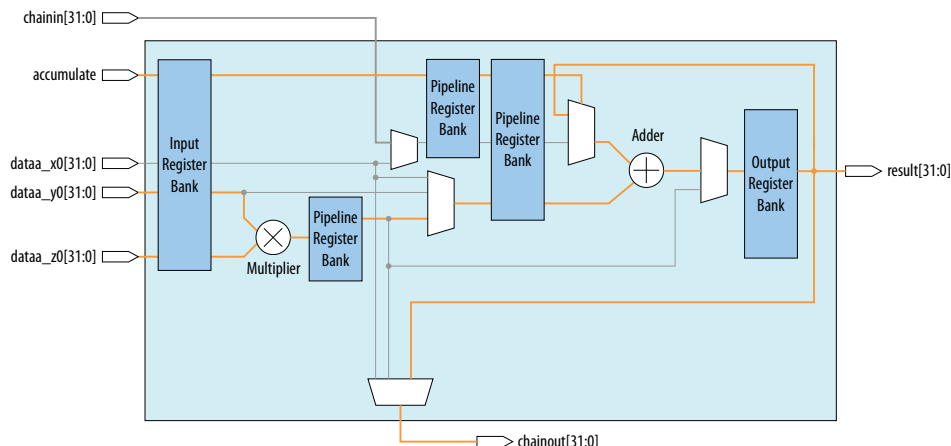 chainin[31:0]
accumulate
dataa_x0[31:0]
dataa_y0[31:0]
dataa_z0[31:0]
Input
Register
Bank
Multiplier
Pipeline
Register
Bank
Pipeline
Register
Bank
Pipeline
Register
Bank
Adder
Output
Register
Bank
result[31:0]
chainout[31:0]